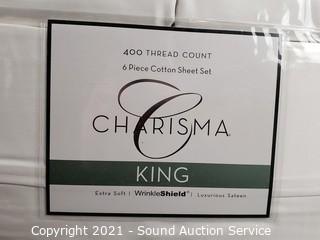 400 THREAD COUNT
6 Piece Cotton Sheet Set
C
CHARISMA
KING
Extra Soft | WrinkleShield® | Luxurious Sateen
Copyright 2021 - Sound Auction Service